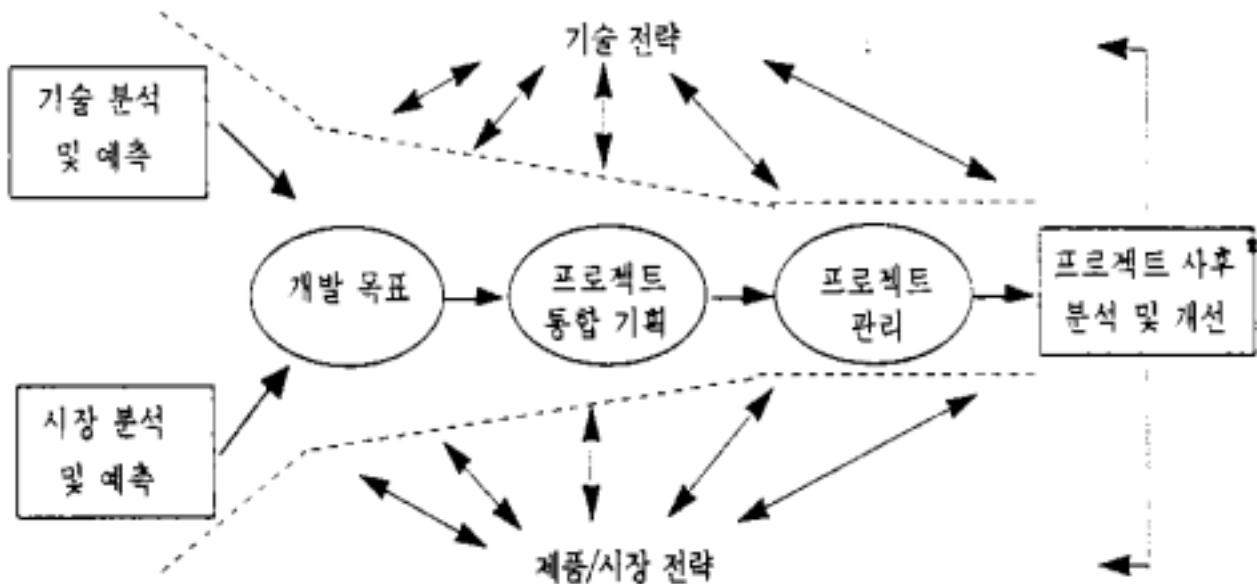 기술 전략
기술 분석
및 예측
개발 목표
프로젝트
통합 기획
프로젝트
관리
프로젝트 사후
분석 및 개선
시장 분석
및 예측
제품/시장 전략